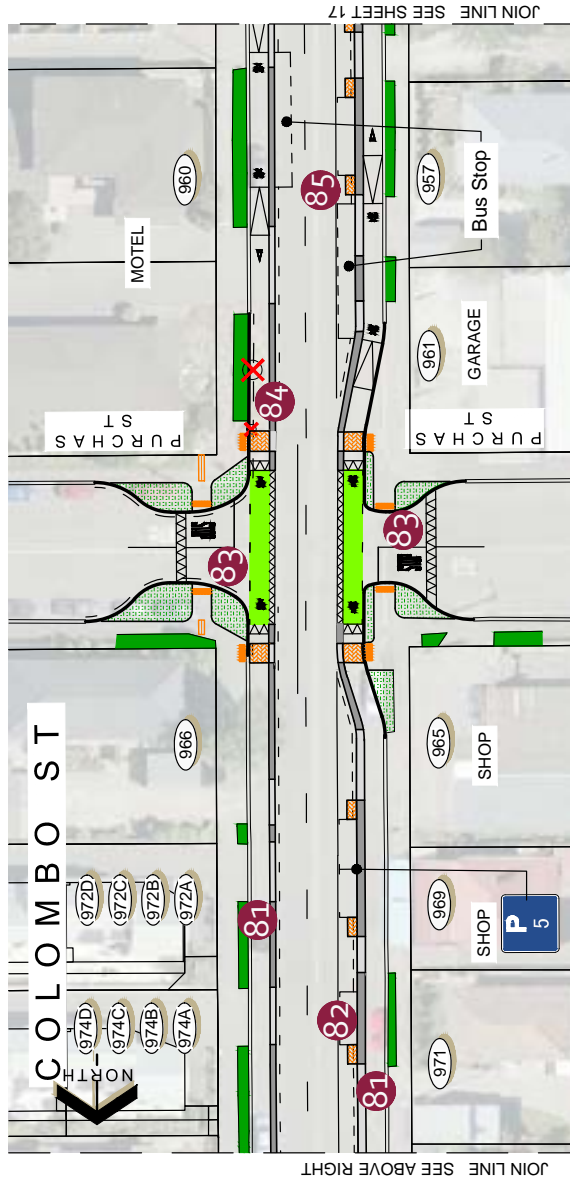 JOIN LINE SEE SHEET 17
960
MOTEL
957
Bus Stop
85
961
GARAGE
84
PURCHAS
ST
PURCHAS
ST
83
83
COLOMBO ST
966
965
SHOP
972D
972C
972B
972A
81
969
SHOP
P
5
974D
974C
974B
974A
82
81
971
NORTH
JOIN LINE SEE ABOVE RIGHT